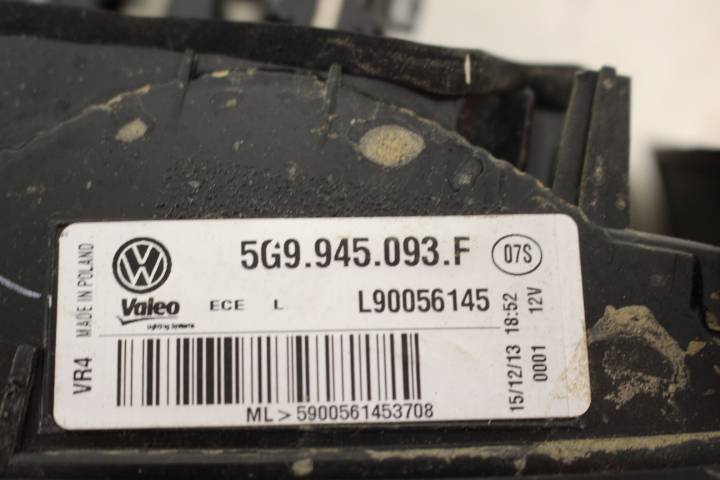 5G9.945.093.F 07S
VW
Valeo ECE L L90056145
Lighting Systems
ML>5900561453708
VR4 MADE IN POLAND
15/12/13 18:52
0001 12V